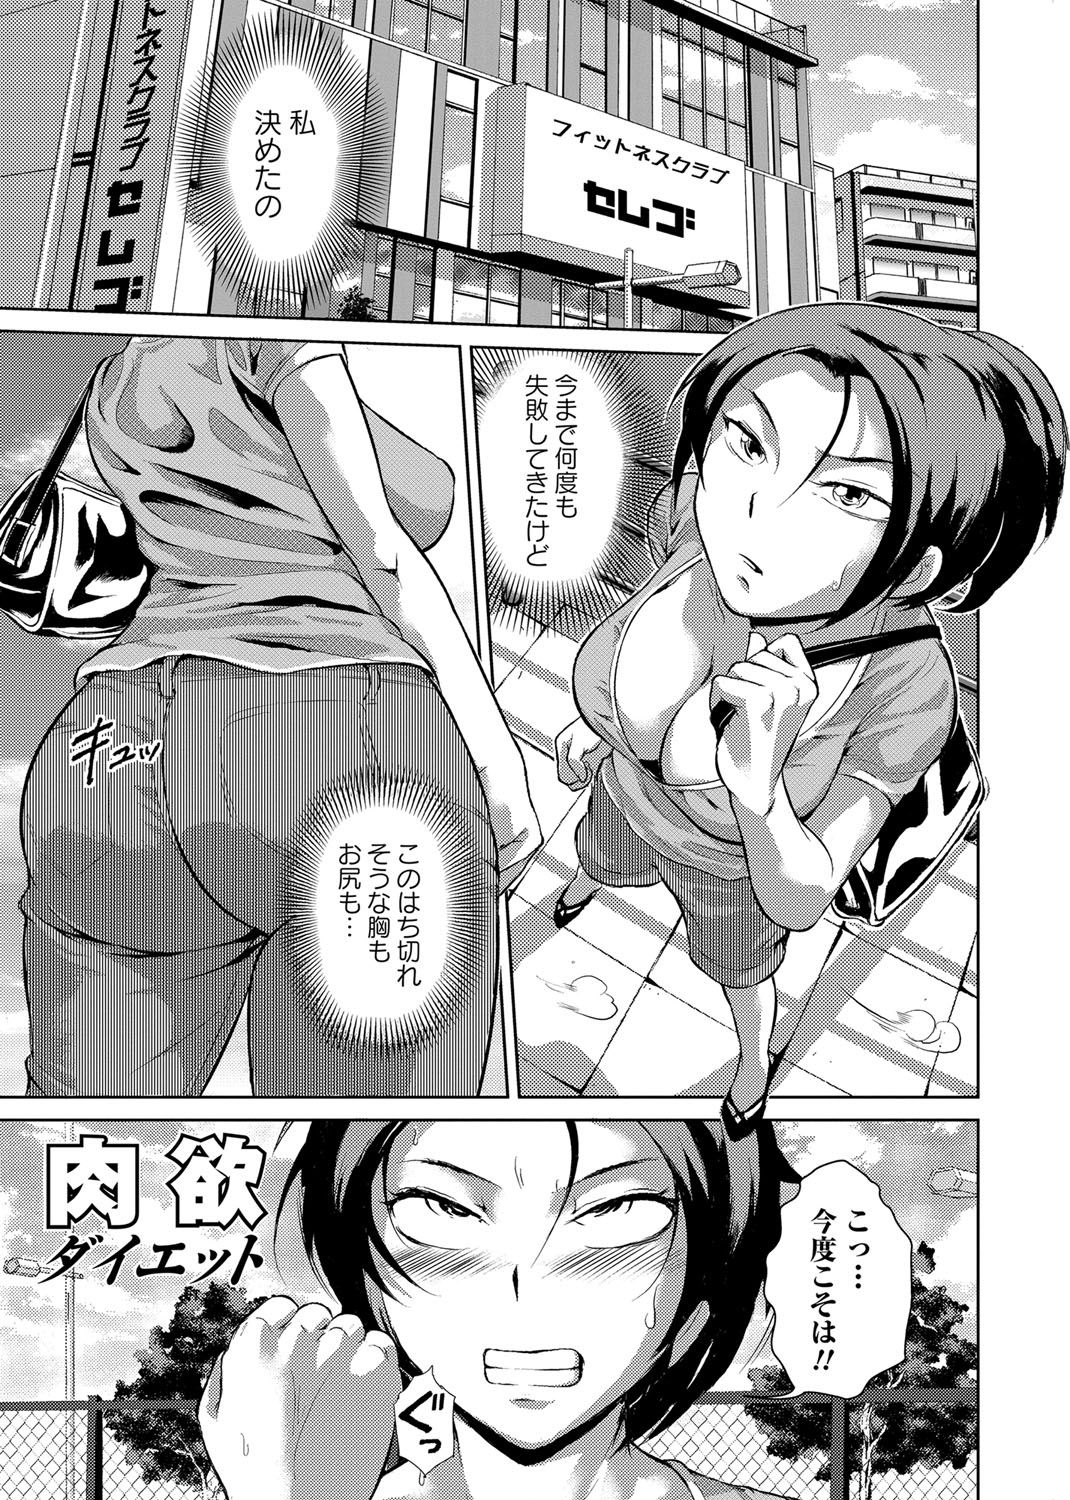 フィットネスクラブ
セレブ
トネスクラブ セレブ
私
決めたの
今まで何度も
失敗してきたけど
このはち切れ
そうな胸も
お尻も…
キュッ
肉欲
ダイエット
こっ…
今度こそは!!
ぐっ